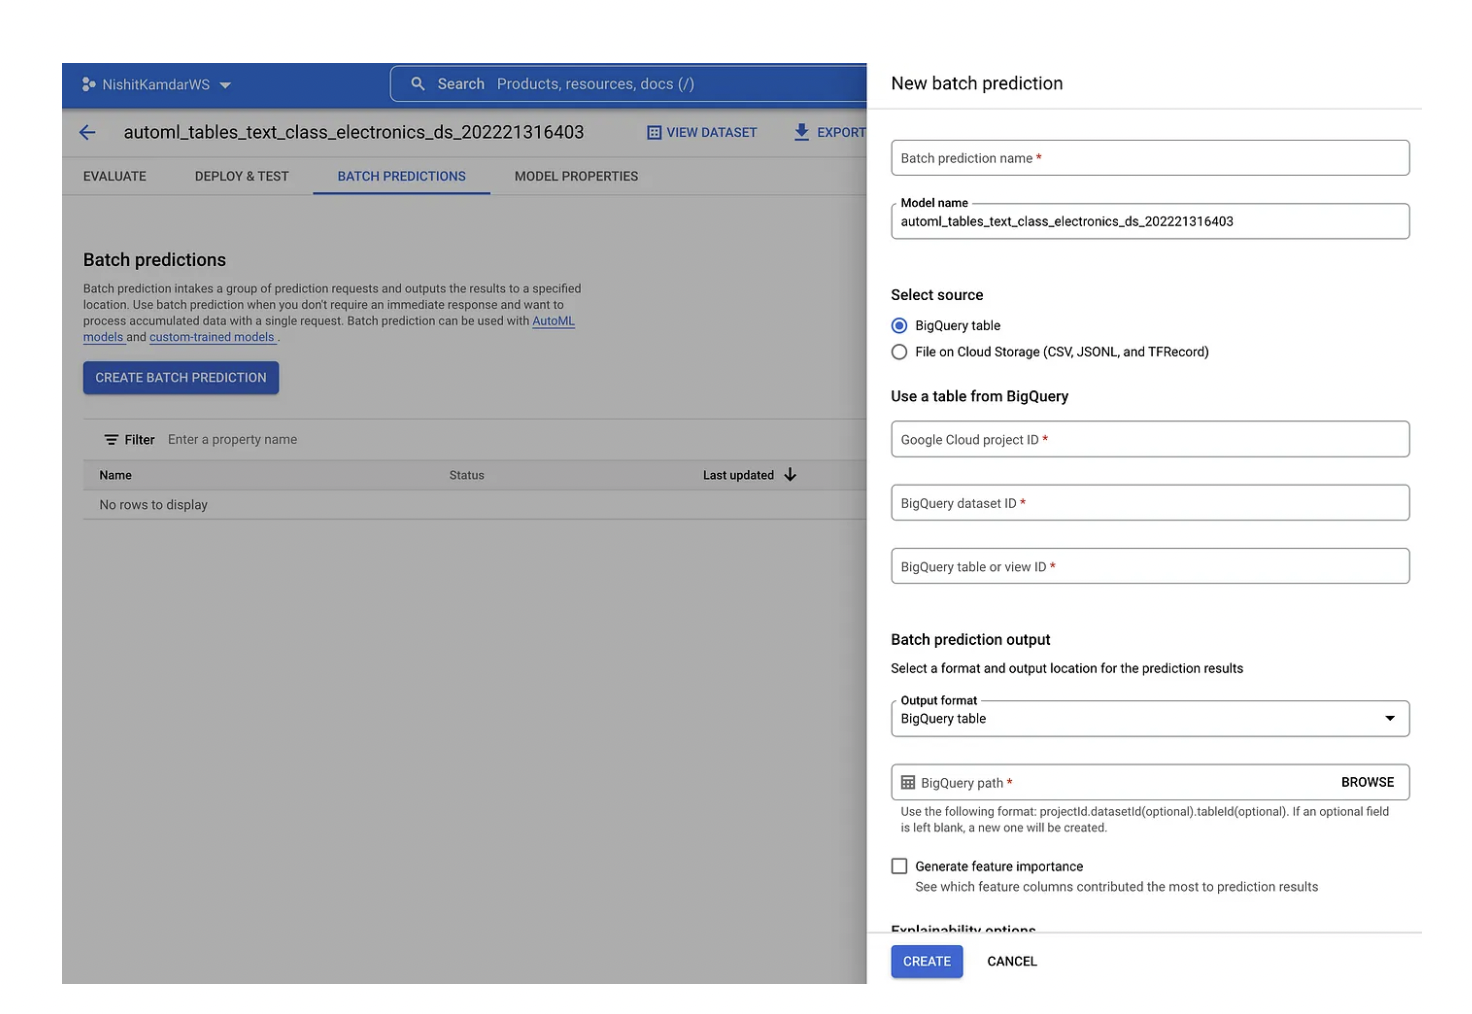 NishitKamdarWS
Search Products, resources, docs (/)
automl_tables_text_class_electronics_ds_202221316403
VIEW DATASET
EXPORT
EVALUATE
DEPLOY & TEST
BATCH PREDICTIONS
MODEL PROPERTIES
Batch predictions
Batch prediction intakes a group of prediction requests and outputs the results to a specified
location. Use batch prediction when you don't require an immediate response and want to
process accumulated data with a single request. Batch prediction can be used with AutoML
models and custom-trained models .
CREATE BATCH PREDICTION
Filter Enter a property name
Name Status Last updated
No rows to display
New batch prediction
Batch prediction name *
Model name
automl_tables_text_class_electronics_ds_202221316403
Select source
BigQuery table
File on Cloud Storage (CSV, JSONL, and TFRecord)
Use a table from BigQuery
Google Cloud project ID *
BigQuery dataset ID *
BigQuery table or view ID *
Batch prediction output
Select a format and output location for the prediction results
Output format
BigQuery table
BigQuery path * BROWSE
Use the following format: projectId.datasetId(optional).tableId(optional). If an optional field
is left blank, a new one will be created.
Generate feature importance
See which feature columns contributed the most to prediction results
Explainability options
CREATE CANCEL